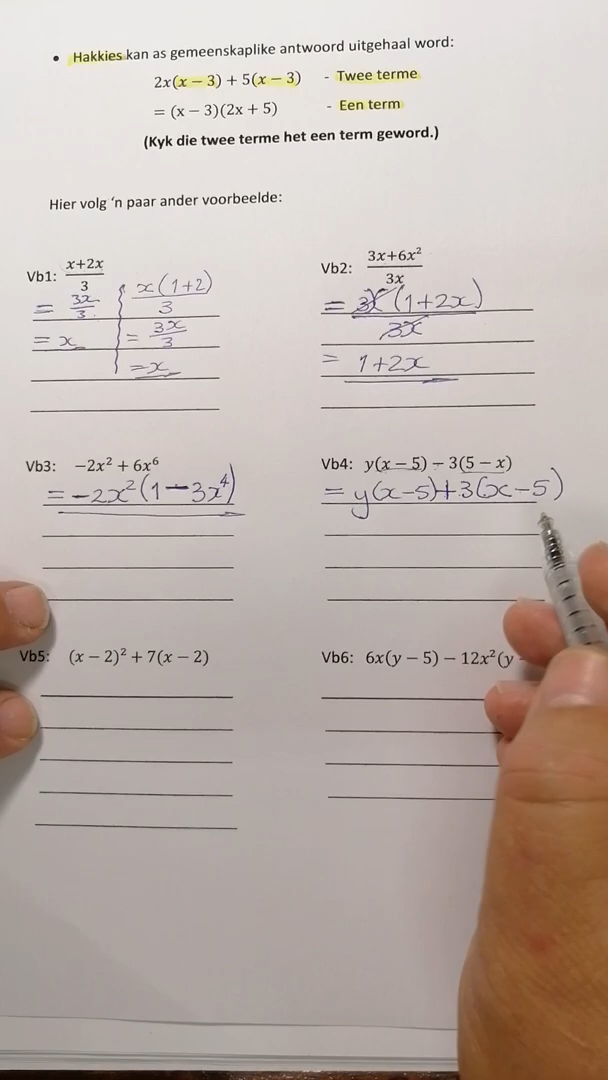 • Hakkies kan as gemeenskaplike antwoord uitgehaal word:
2x(x − 3) + 5(x − 3) - Twee terme
= (x − 3)(2x + 5) - Een term
(Kyk die twee terme het een term geword.)
Hier volg 'n paar ander voorbeelde:
Vb1: (x+2x)/3
= 3x/3
= x
x(1+2)/3
= 3x/3
= x
Vb2: (3x+6x²)/3x
= 3x(1+2x)/3x
= 1+2x
Vb3: −2x² + 6x⁶
= −2x²(1−3x⁴)
Vb4: y(x − 5) − 3(5 − x)
= y(x−5)+3(x−5)
Vb5: (x − 2)² + 7(x − 2)
Vb6: 6x(y − 5) − 12x²(y